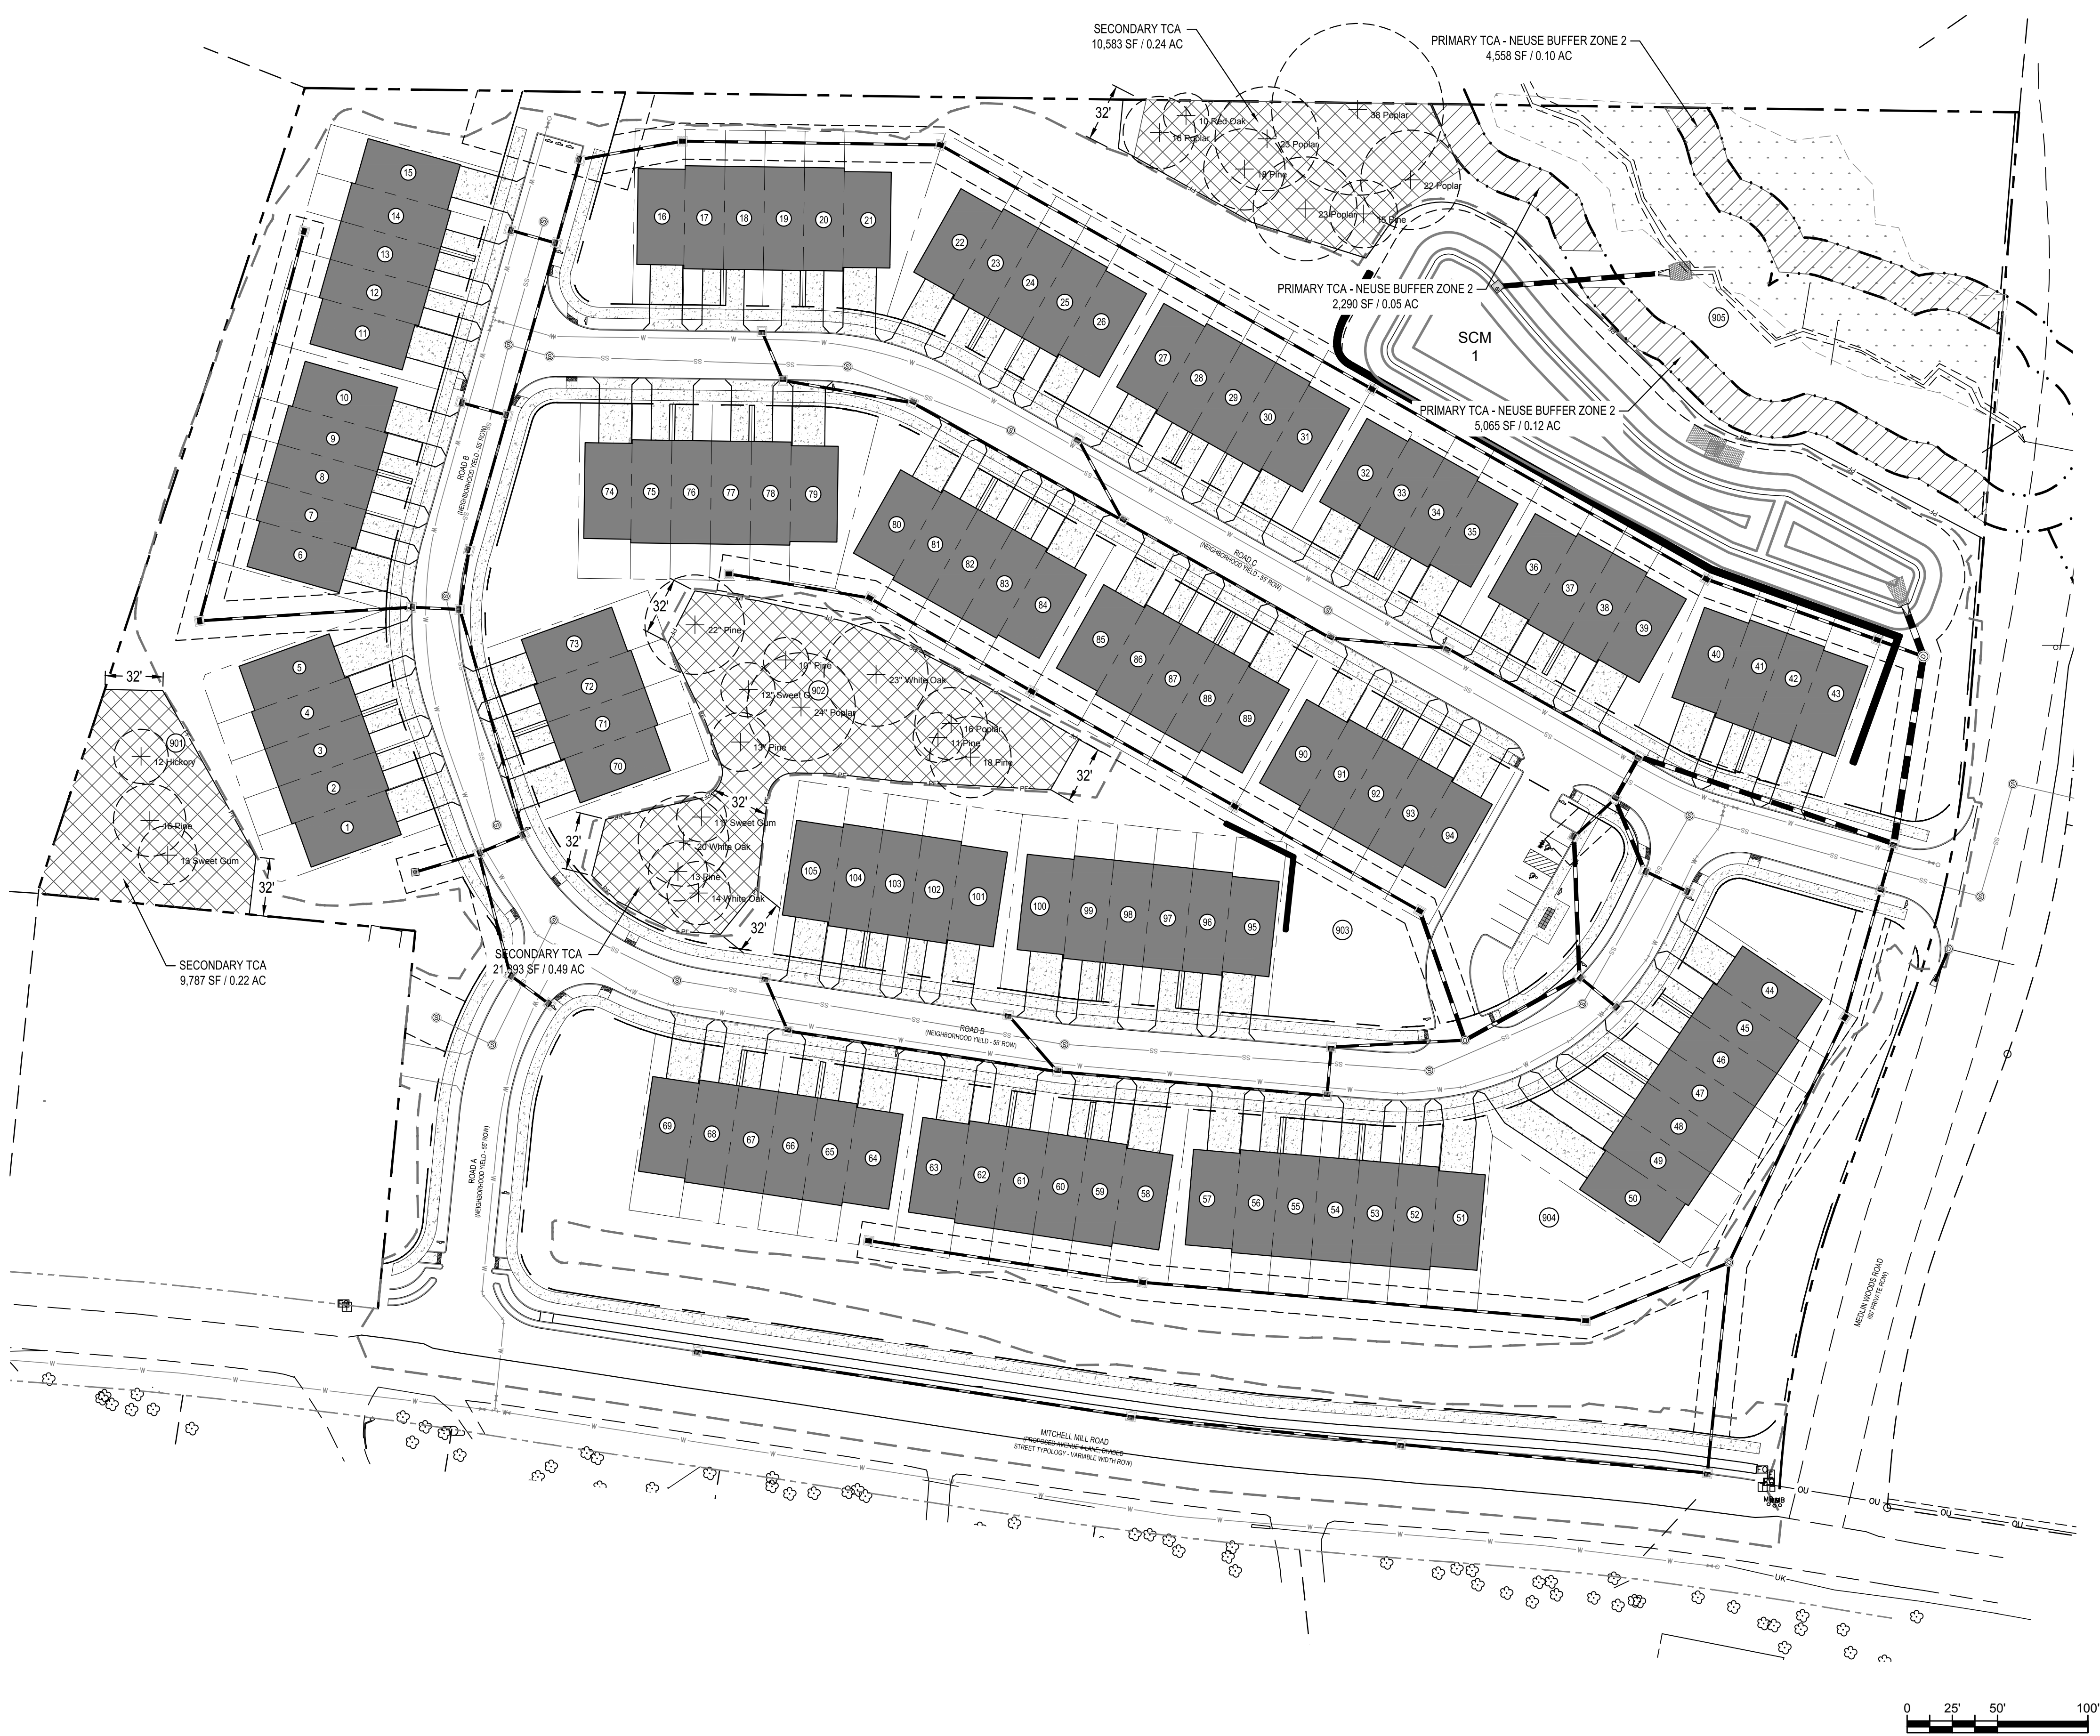 SECONDARY TCA
10,583 SF / 0.24 AC
PRIMARY TCA - NEUSE BUFFER ZONE 2
4,558 SF / 0.10 AC
32'
10 Red Oak
16 Poplar
38 Poplar
23 Poplar
19 Pine
22 Poplar
23 Poplar
15 Pine
PRIMARY TCA - NEUSE BUFFER ZONE 2
2,290 SF / 0.05 AC
SCM
1
905
PRIMARY TCA - NEUSE BUFFER ZONE 2
5,065 SF / 0.12 AC
15
14
13
12
11
10
9
8
7
6
5
4
3
2
1
16
17
18
19
20
21
22
23
24
25
26
27
28
29
30
31
32
33
34
35
36
37
38
39
40
41
42
43
74
75
76
77
78
79
80
81
82
83
84
85
86
87
88
89
90
91
92
93
94
73
72
71
70
ROAD B
(NEIGHBORHOOD YIELD - 55' ROW)
ROAD C
(NEIGHBORHOOD YIELD - 55' ROW)
32'
22" Pine
10" Pine
902
23" White Oak
24" Poplar
13" Pine
16 Poplar
11 Pine
18 Pine
32'
32'
32'
11" Sweet Gum
20 White Oak
13 Pine
14 White Oak
32'
32'
901
12 Hickory
16 Pine
19 Sweet Gum
32'
SECONDARY TCA
9,787 SF / 0.22 AC
SECONDARY TCA
105
104
103
102
101
100
99
98
97
96
95
903
ROAD B
(NEIGHBORHOOD YIELD - 55' ROW)
44
45
46
47
48
49
50
69
68
67
66
65
64
63
62
61
60
59
58
57
56
55
54
53
52
51
904
ROAD A
(NEIGHBORHOOD YIELD - 55' ROW)
MEDLIN WOODS ROAD
(60' PRIVATE ROW)
MITCHELL MILL ROAD
(PROPOSED AVENUE 4-LANE, DIVIDED
STREET TYPOLOGY - VARIABLE WIDTH ROW)
OU
OU
OU
OU
UK
0 25' 50' 100'